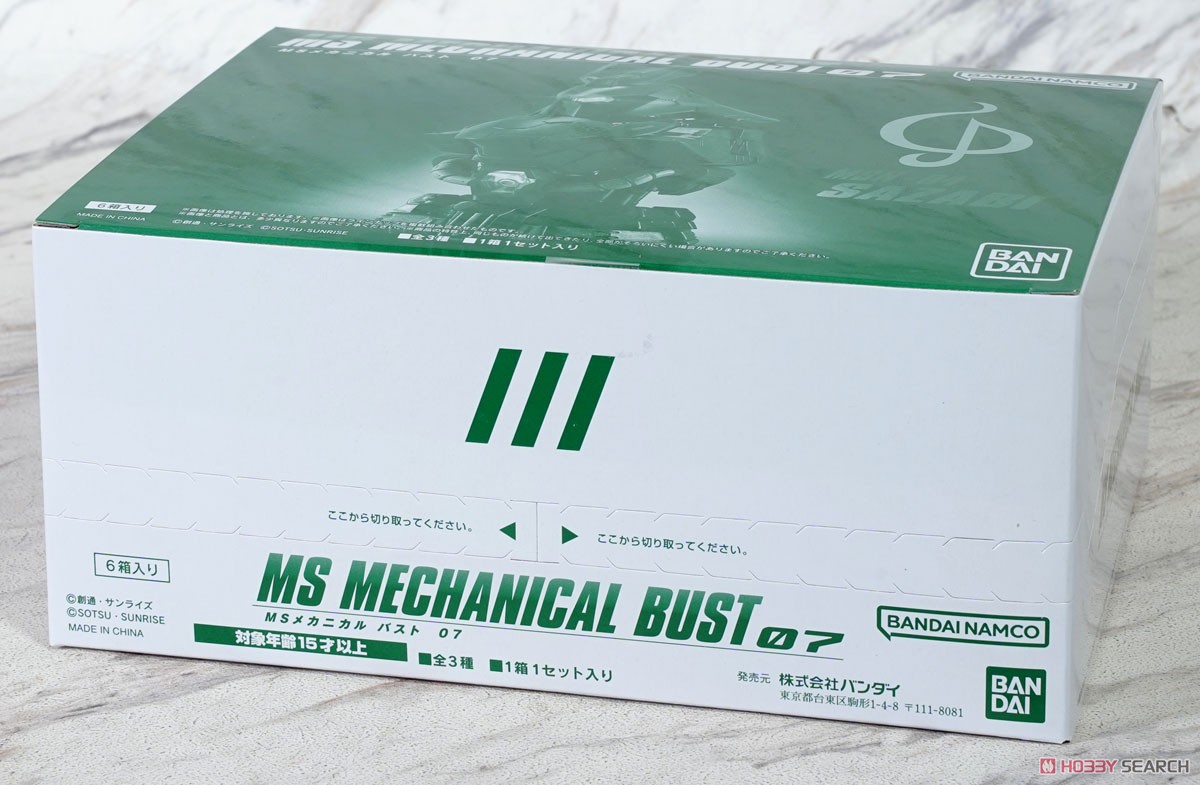 MS MECHANICAL BUST 07
MSメカニカル バスト 07
BANDAI NAMCO
6箱入り
MADE IN CHINA
©創通・サンライズ ©SOTSU・SUNRISE
■全3種 ■1箱1セット入り
BAN
DAI
ここから切り取ってください。 ◀
▶ ここから切り取ってください。
6箱入り
©創通・サンライズ
©SOTSU・SUNRISE
MADE IN CHINA
MS MECHANICAL BUST 07
MSメカニカル バスト 07
対象年齢15才以上
■全3種 ■1箱1セット入り
BANDAI NAMCO
発売元 株式会社バンダイ
東京都台東区駒形1-4-8 〒111-8081
BAN
DAI
HOBBY SEARCH